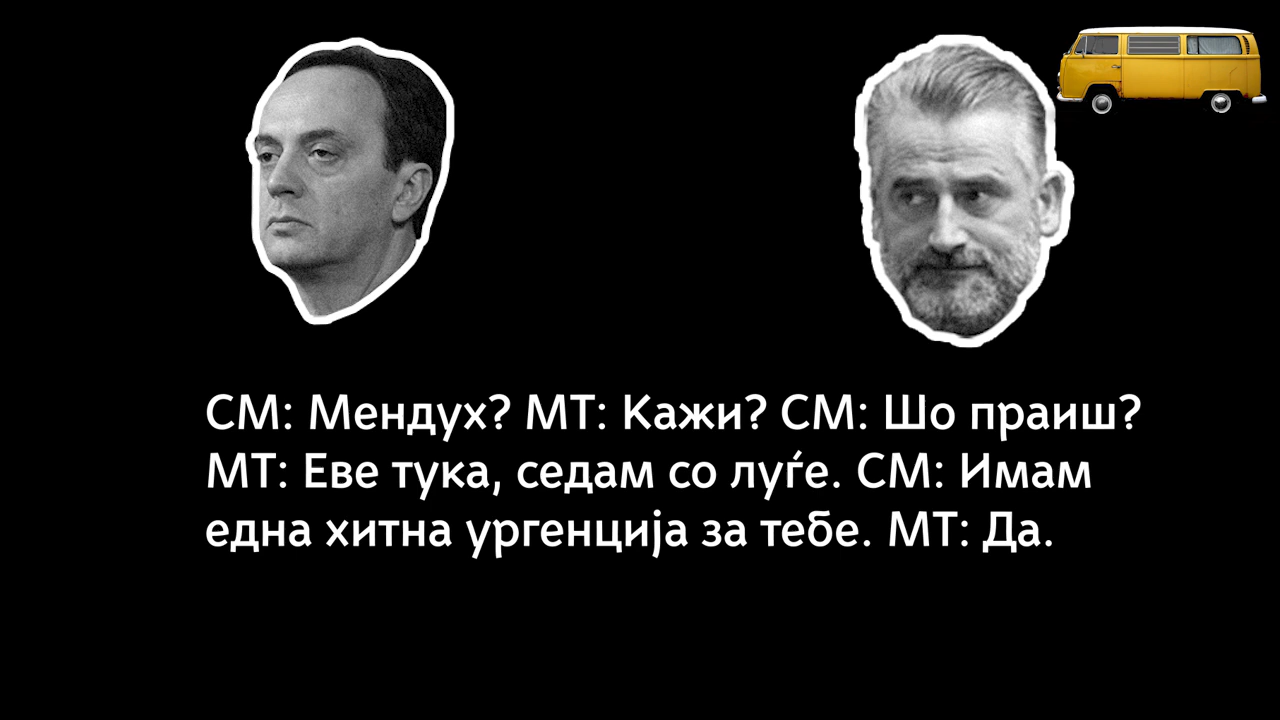 СМ: Мендух? МТ: Кажи? СМ: Шо праиш?
МТ: Еве тука, седам со луѓе. СМ: Имам
една хитна ургенција за тебе. МТ: Да.